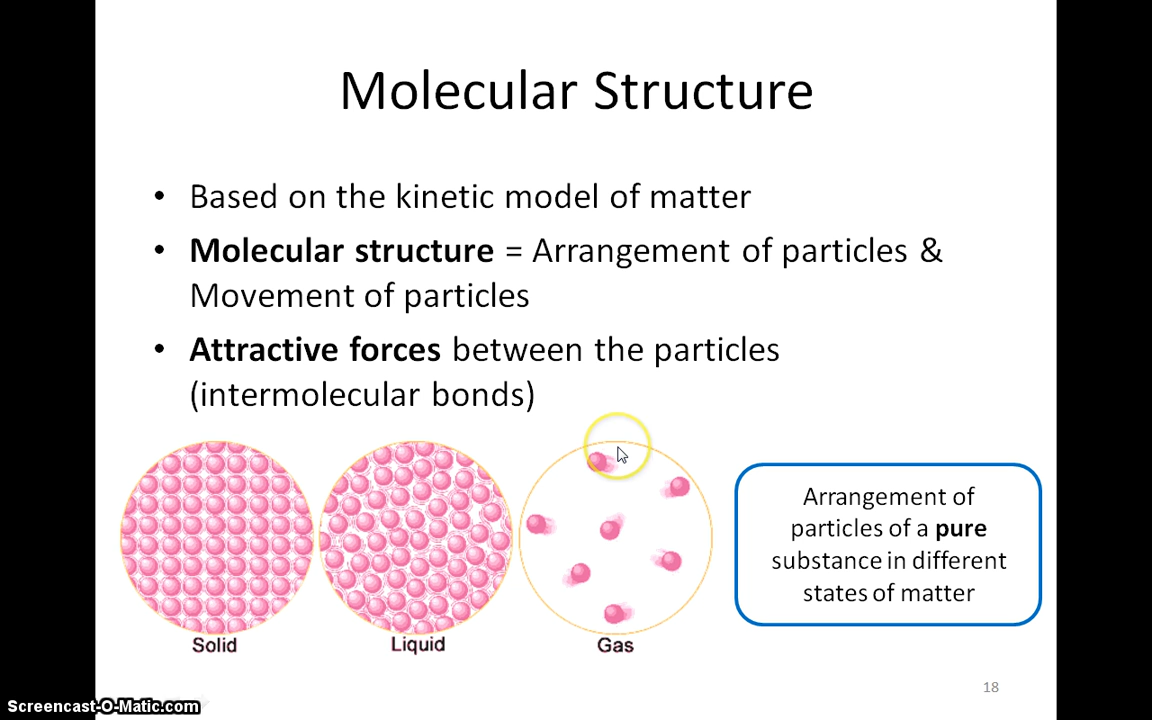 Molecular Structure
• Based on the kinetic model of matter
• Molecular structure = Arrangement of particles &
Movement of particles
• Attractive forces between the particles
(intermolecular bonds)
Solid
Liquid
Gas
Arrangement of
particles of a pure
substance in different
states of matter
18
Screencast-O-Matic.com